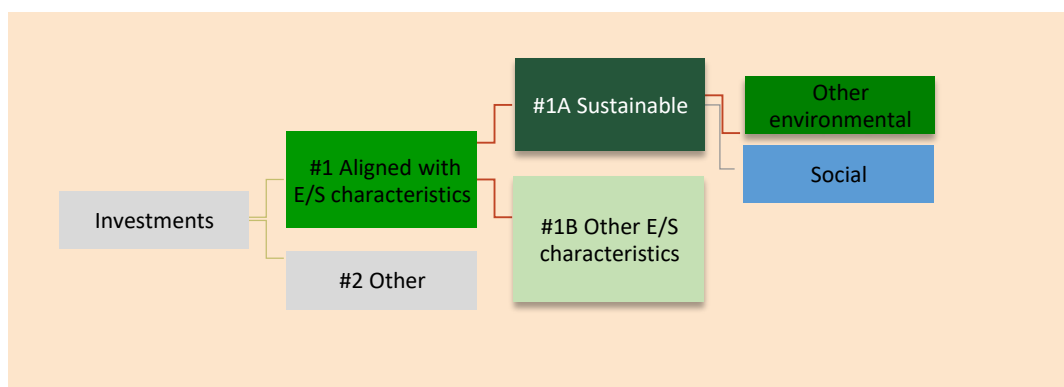 Investments
#1 Aligned with
E/S characteristics
#2 Other
#1A Sustainable
#1B Other E/S
characteristics
Other
environmental
Social